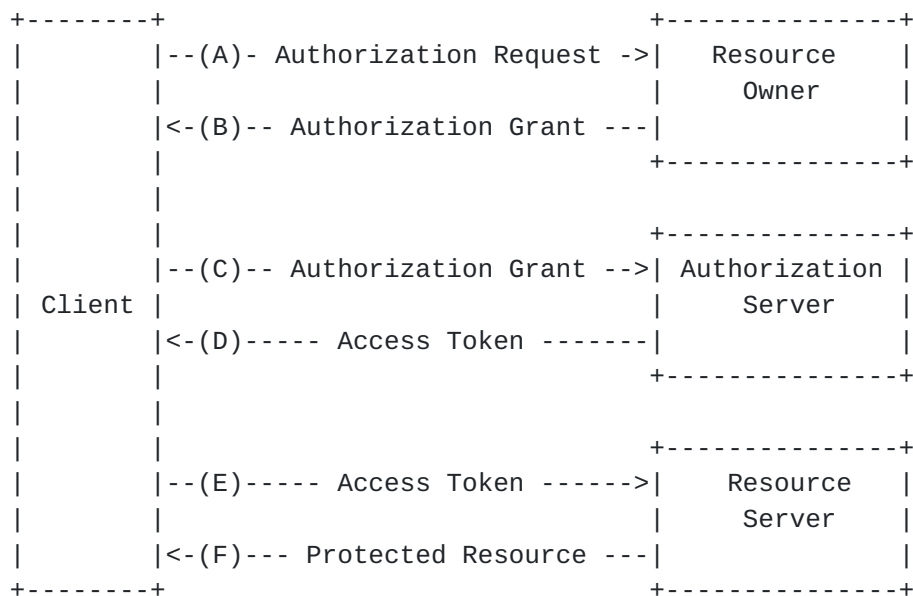 +--------+                               +---------------+
|        |--(A)- Authorization Request ->|   Resource    |
|        |                               |     Owner     |
|        |<-(B)-- Authorization Grant ---|               |
|        |                               +---------------+
|        |
|        |                               +---------------+
|        |--(C)-- Authorization Grant -->| Authorization |
| Client |                               |     Server    |
|        |<-(D)----- Access Token -------|               |
|        |                               +---------------+
|        |
|        |                               +---------------+
|        |--(E)----- Access Token ------>|    Resource   |
|        |                               |     Server    |
|        |<-(F)--- Protected Resource ---|               |
+--------+                               +---------------+